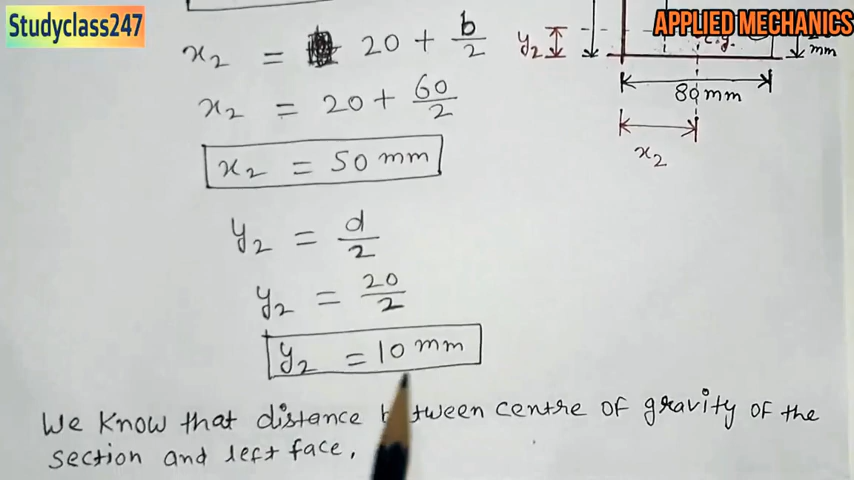 Studyclass247
APPLIED MECHANICS
x₂ = 20 + b/2
x₂ = 20 + 60/2
x₂ = 50 mm
y₂ = d/2
y₂ = 20/2
y₂ = 10 mm
We know that distance between centre of gravity of the
section and left face,
y₂
c.g.
mm
80 mm
x₂